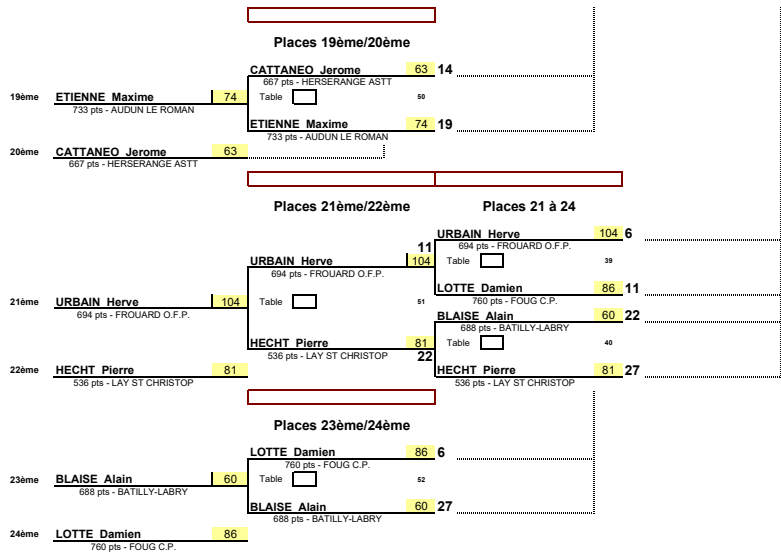 Places 19ème/20ème
CATTANEO Jerome 63 14
667 pts - HERSERANGE ASTT
19ème ETIENNE Maxime 74 Table 50
733 pts - AUDUN LE ROMAN
ETIENNE Maxime 74 19
733 pts - AUDUN LE ROMAN
20ème CATTANEO Jerome 63
667 pts - HERSERANGE ASTT
Places 21ème/22ème Places 21 à 24
URBAIN Herve 104 6
11 694 pts - FROUARD O.F.P.
URBAIN Herve 104 Table 39
694 pts - FROUARD O.F.P.
LOTTE Damien 86 11
21ème URBAIN Herve 104 Table 51 760 pts - FOUG C.P.
694 pts - FROUARD O.F.P. BLAISE Alain 60 22
688 pts - BATILLY-LABRY
HECHT Pierre 81 Table 40
536 pts - LAY ST CHRISTOP 22
22ème HECHT Pierre 81 HECHT Pierre 81 27
536 pts - LAY ST CHRISTOP 536 pts - LAY ST CHRISTOP
Places 23ème/24ème
LOTTE Damien 86 6
760 pts - FOUG C.P.
23ème BLAISE Alain 60 Table 52
688 pts - BATILLY-LABRY
BLAISE Alain 60 27
688 pts - BATILLY-LABRY
24ème LOTTE Damien 86
760 pts - FOUG C.P.